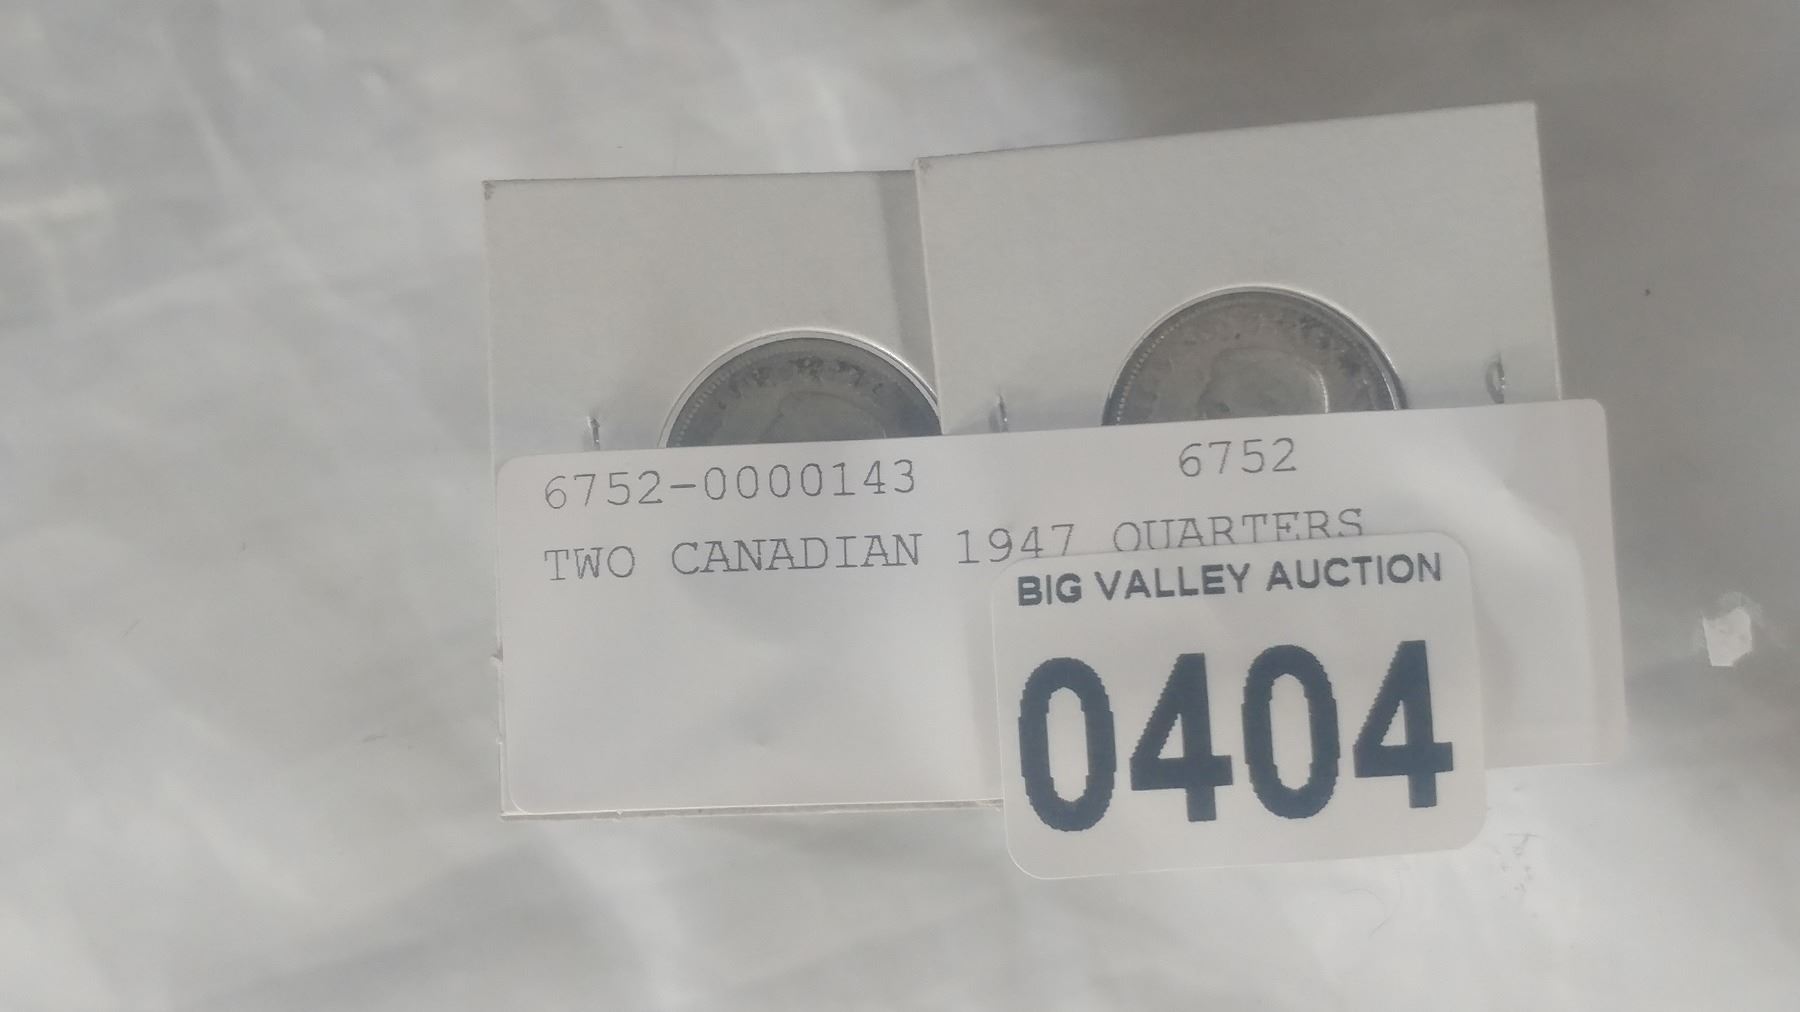 6752-0000143 6752
TWO CANADIAN 1947 QUARTERS
BIG VALLEY AUCTION
0404